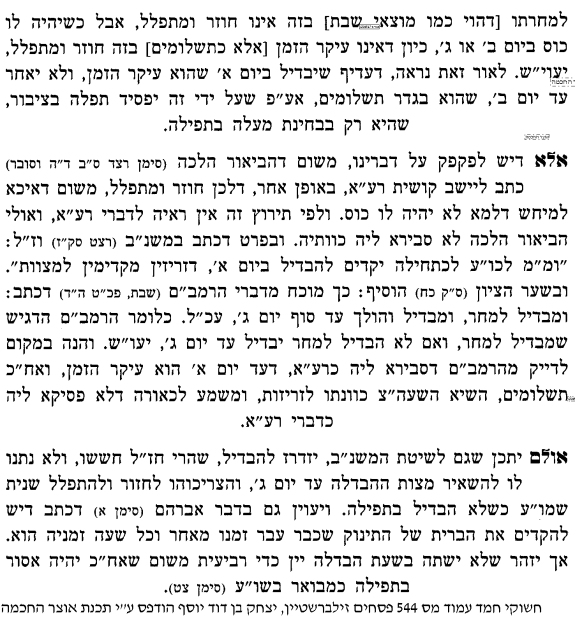 למחרתו [דהוי כמו מוצאי שבת] בזה אינו חוזר ומתפלל, אבל כשיהיה לו
כוס ביום ב׳ או ג׳, כיון דאינו עיקר הזמן [אלא כתשלומים] בזה חוזר ומתפלל,
יעוי״ש. לאור זאת נראה, דעדיף שיבדיל ביום א׳ שהוא עיקר הזמן, ולא יאחר
עד יום ב׳, שהוא בגדר תשלומים, אע״פ שעל ידי זה יפסיד תפלה בציבור,
שהיא רק בבחינת מעלה בתפילה.
אלא דיש לפקפק על דברינו, משום דהביאור הלכה (סימן רצד ס״ב ד״ה וסובר)
כתב ליישב קושית רע״א, באופן אחר, דלכן חוזר ומתפלל, משום דאיכא
למיחש דלמא לא יהיה לו כוס. ולפי תירוץ זה אין ראיה לדברי רע״א, ואולי
הביאור הלכה לא סבירא ליה כוותיה. ובפרט דכתב במשנ״ב (רצט סק״ז) וז״ל:
״ומ״מ לכו״ע לכתחילה יקדים להבדיל ביום א׳, דזריזין מקדימין למצוות״.
ובשער הציון (ס״ק כח) הוסיף: כך מוכח מדברי הרמב״ם (שבת, פכ״ט ה״ד) דכתב:
ומבדיל למחר, ומבדיל והולך עד סוף יום ג׳, עכ״ל. כלומר הרמב״ם הדגיש
שמבדיל למחר, ואם לא הבדיל למחר יבדיל עד יום ג׳, יעו״ש. והנה במקום
לדייק מהרמב״ם דסבירא ליה כרע״א, דעד יום א׳ הוא עיקר הזמן, ואח״כ
תשלומים, השיא השעה״צ כוונתו לזריזות, ומשמע לכאורה דלא פסיקא ליה
כדברי רע״א.
אולם יתכן שגם לשיטת המשנ״ב, יזדרז להבדיל, שהרי חז״ל חששו, ולא נתנו
לו להשאיר מצות ההבדלה עד יום ג׳, והצריכוהו לחזור ולהתפלל שנית
שמו״ע כשלא הבדיל בתפילה. ויעוין גם בדבר אברהם (סימן א) דכתב דיש
להקדים את הברית של התינוק שכבר עבר זמנו מאחר וכל שעה זמניה הוא.
אך יזהר שלא ישתה בשעת הבדלה יין כדי רביעית משום שאח״כ יהיה אסור
בתפילה כמבואר בשו״ע (סימן צט).
חשוקי חמד עמוד מס 544 פסחים זילברשטיין, יצחק בן דוד יוסף הודפס ע״י תכנת אוצר החכמה